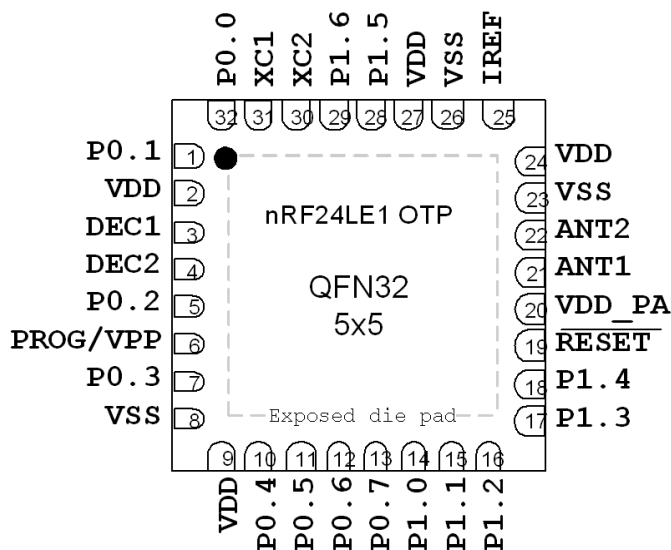 P0.0
XC1
XC2
P1.6
P1.5
VDD
VSS
IREF
32
31
30
29
28
27
26
25
P0.1 1
VDD 2
DEC1 3
DEC2 4
P0.2 5
PROG/VPP 6
P0.3 7
VSS 8
nRF24LE1 OTP
QFN32
5x5
Exposed die pad
24 VDD
23 VSS
22 ANT2
21 ANT1
20 VDD_PA
19 RESET
18 P1.4
17 P1.3
9
10
11
12
13
14
15
16
VDD
P0.4
P0.5
P0.6
P0.7
P1.0
P1.1
P1.2